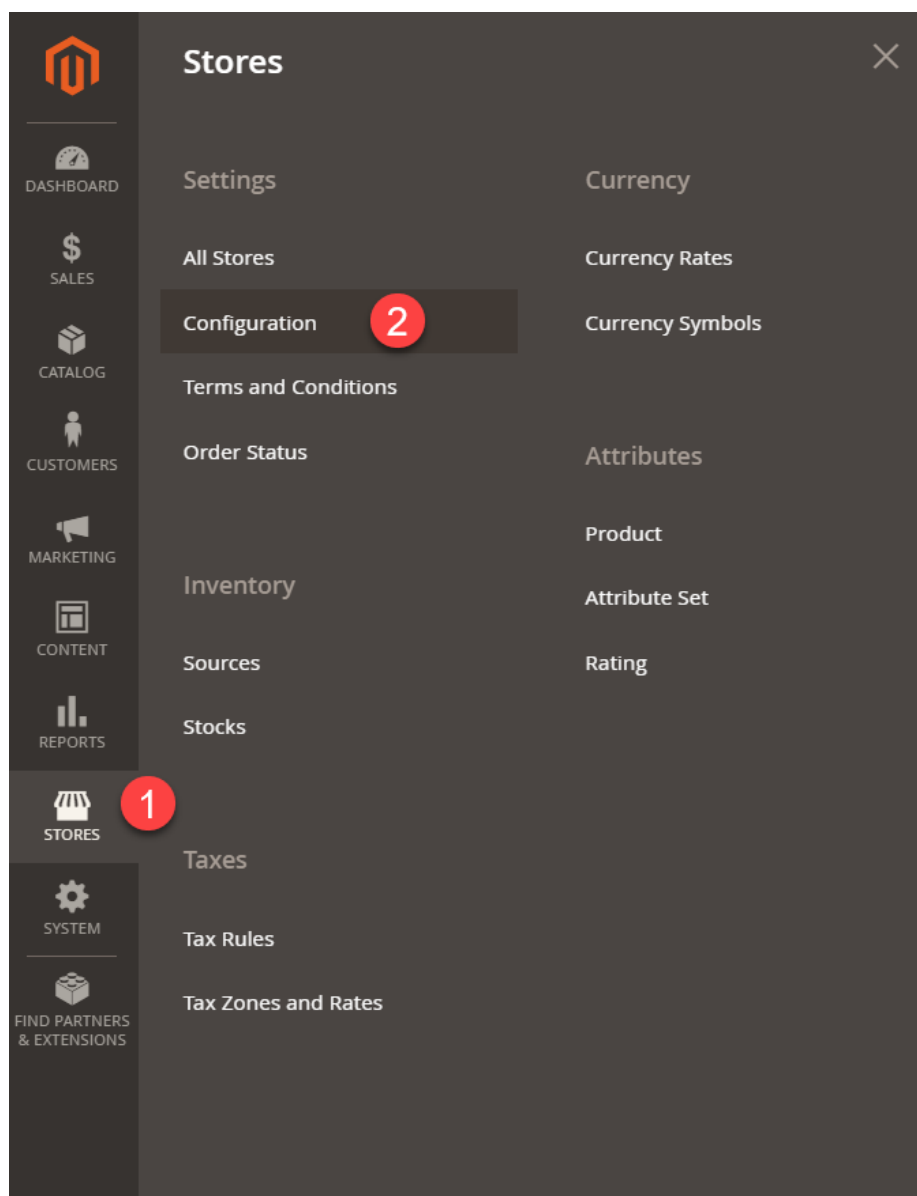 DASHBOARD
SALES
CATALOG
CUSTOMERS
MARKETING
CONTENT
REPORTS
STORES
1
SYSTEM
FIND PARTNERS
& EXTENSIONS
Stores
Settings
All Stores
Configuration
2
Terms and Conditions
Order Status
Inventory
Sources
Stocks
Taxes
Tax Rules
Tax Zones and Rates
Currency
Currency Rates
Currency Symbols
Attributes
Product
Attribute Set
Rating